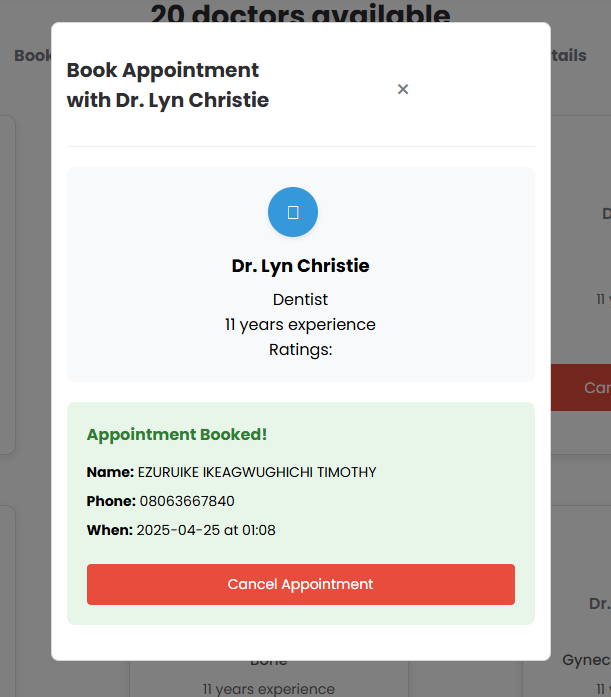 20 doctors available
Book
tails
Book Appointment
with Dr. Lyn Christie
×
Dr. Lyn Christie
Dentist
11 years experience
Ratings:
Appointment Booked!
Name: EZURUIKE IKEAGWUGHICHI TIMOTHY
Phone: 08063667840
When: 2025-04-25 at 01:08
Cancel Appointment
D
11 y
Can
Dr.
Gynec
11 y
Bone
11 years experience